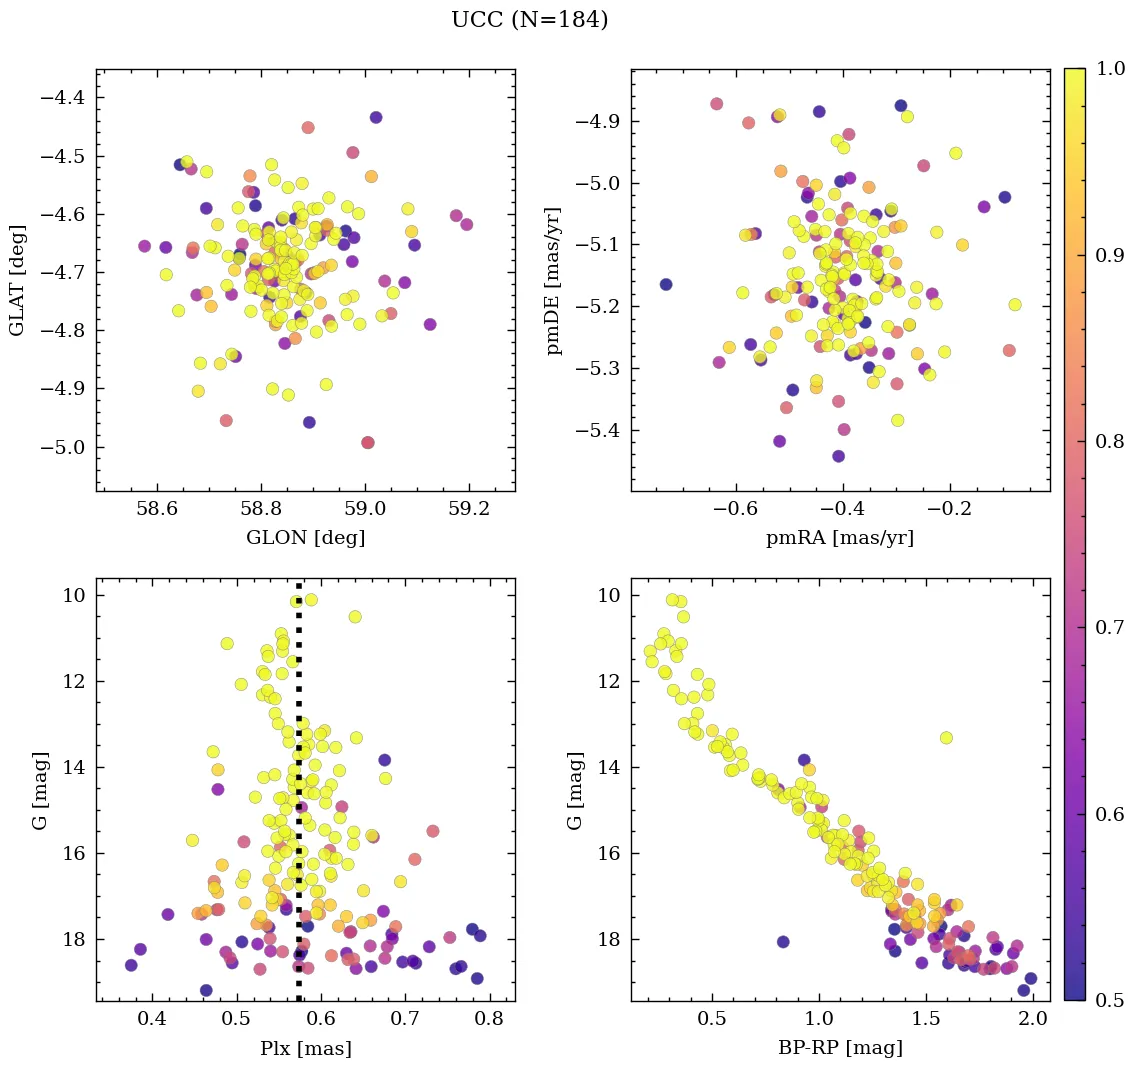 UCC (N=184)
−4.4
−4.5
−4.6
−4.7
−4.8
−4.9
−5.0
GLAT [deg]
58.6 58.8 59.0 59.2
GLON [deg]
−4.9
−5.0
−5.1
−5.2
−5.3
−5.4
pmDE [mas/yr]
−0.6 −0.4 −0.2
pmRA [mas/yr]
10
12
14
16
18
G [mag]
0.4 0.5 0.6 0.7 0.8
Plx [mas]
10
12
14
16
18
G [mag]
0.5 1.0 1.5 2.0
BP-RP [mag]
1.0
0.9
0.8
0.7
0.6
0.5